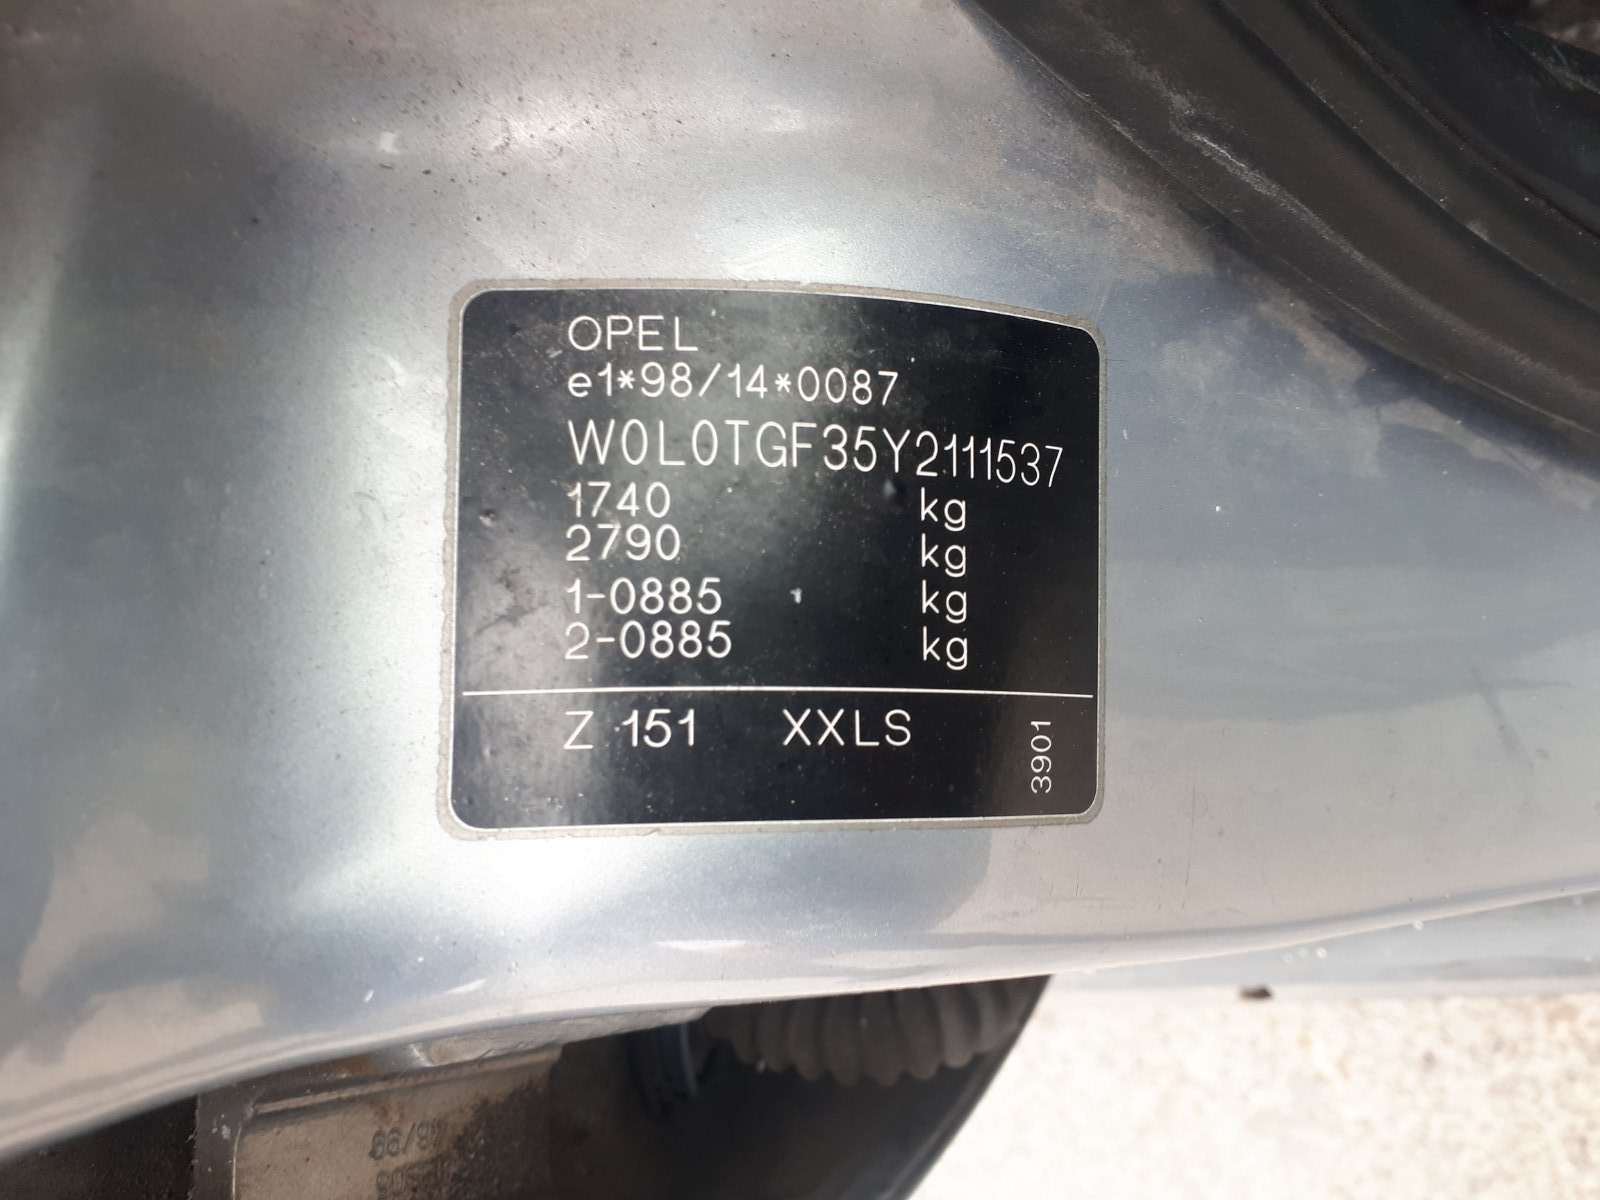 OPEL
e1*98/14*0087
W0L0TGF35Y2111537
1740 kg
2790 kg
1-0885 kg
2-0885 kg
Z 151 XXLS
3901